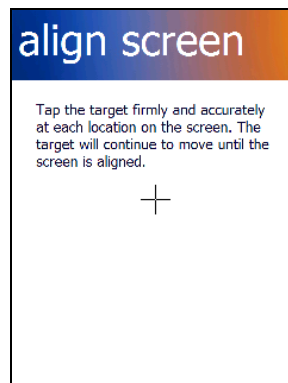 align screen
Tap the target firmly and accurately
at each location on the screen. The
target will continue to move until the
screen is aligned.